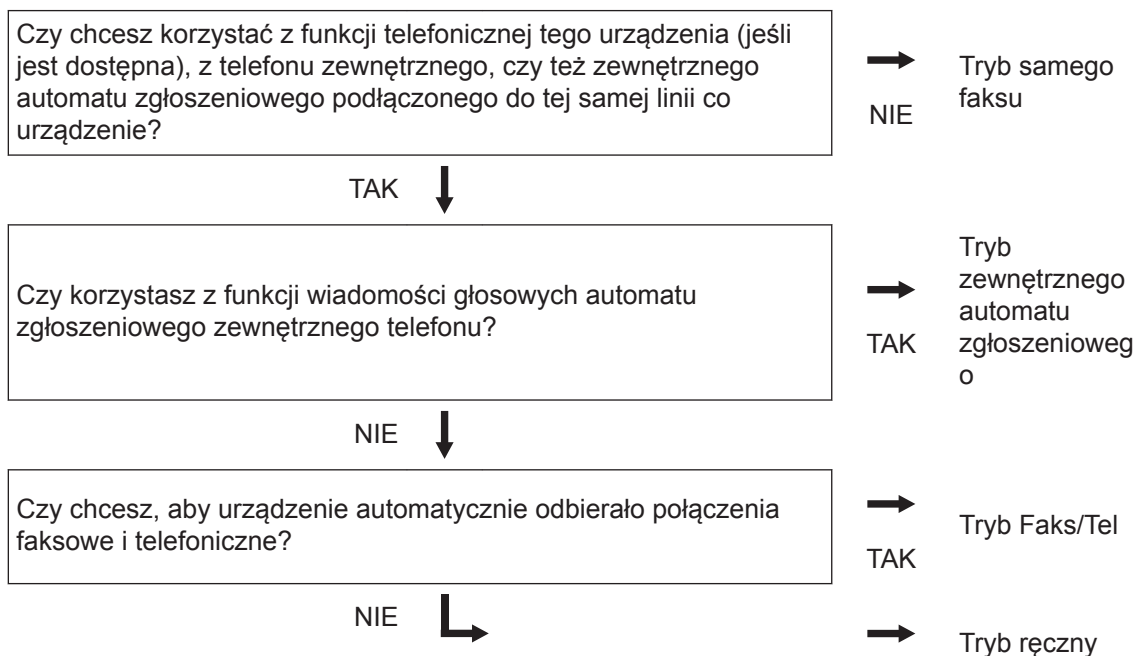 Czy chcesz korzystać z funkcji telefonicznej tego urządzenia (jeśli
jest dostępna), z telefonu zewnętrznego, czy też zewnętrznego
automatu zgłoszeniowego podłączonego do tej samej linii co
urządzenie?
NIE
Tryb samego
faksu
TAK
Czy korzystasz z funkcji wiadomości głosowych automatu
zgłoszeniowego zewnętrznego telefonu?
TAK
Tryb
zewnętrznego
automatu
zgłoszenioweg
o
NIE
Czy chcesz, aby urządzenie automatycznie odbierało połączenia
faksowe i telefoniczne?
TAK
Tryb Faks/Tel
NIE
Tryb ręczny